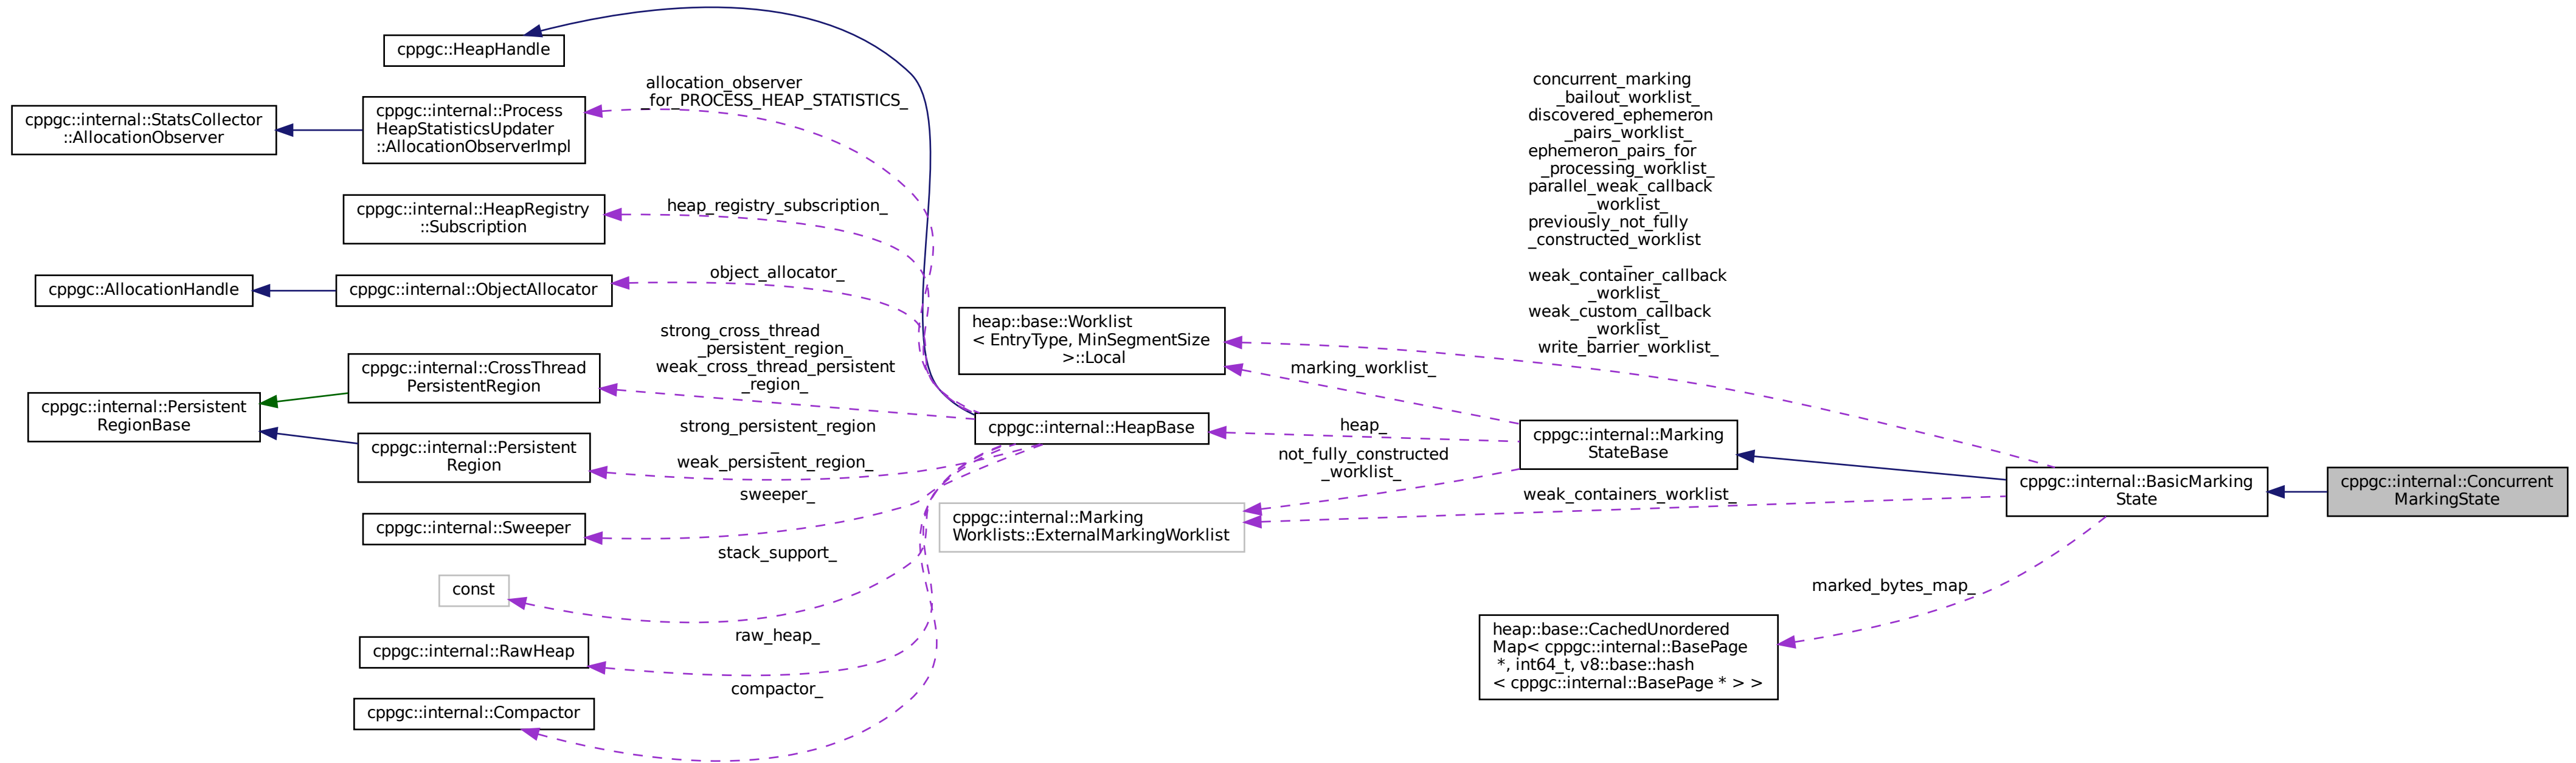 cppgc::HeapHandle
cppgc::internal::StatsCollector
::AllocationObserver
cppgc::internal::Process
HeapStatisticsUpdater
::AllocationObserverImpl
allocation_observer
_for_PROCESS_HEAP_STATISTICS_
cppgc::internal::HeapRegistry
::Subscription
heap_registry_subscription_
cppgc::AllocationHandle
cppgc::internal::ObjectAllocator
object_allocator_
cppgc::internal::Persistent
RegionBase
cppgc::internal::CrossThread
PersistentRegion
strong_cross_thread
_persistent_region_
weak_cross_thread_persistent
_region_
cppgc::internal::Persistent
Region
strong_persistent_region
_
weak_persistent_region_
cppgc::internal::Sweeper
sweeper_
const
stack_support_
cppgc::internal::RawHeap
raw_heap_
cppgc::internal::Compactor
compactor_
cppgc::internal::HeapBase
heap::base::Worklist
< EntryType, MinSegmentSize
>::Local
cppgc::internal::Marking
Worklists::ExternalMarkingWorklist
marking_worklist_
heap_
not_fully_constructed
_worklist_
cppgc::internal::Marking
StateBase
concurrent_marking
_bailout_worklist_
discovered_ephemeron
_pairs_worklist_
ephemeron_pairs_for
_processing_worklist_
parallel_weak_callback
_worklist_
previously_not_fully
_constructed_worklist
_
weak_container_callback
_worklist_
weak_custom_callback
_worklist_
write_barrier_worklist_
weak_containers_worklist_
marked_bytes_map_
heap::base::CachedUnordered
Map< cppgc::internal::BasePage
*, int64_t, v8::base::hash
< cppgc::internal::BasePage * > >
cppgc::internal::BasicMarking
State
cppgc::internal::Concurrent
MarkingState